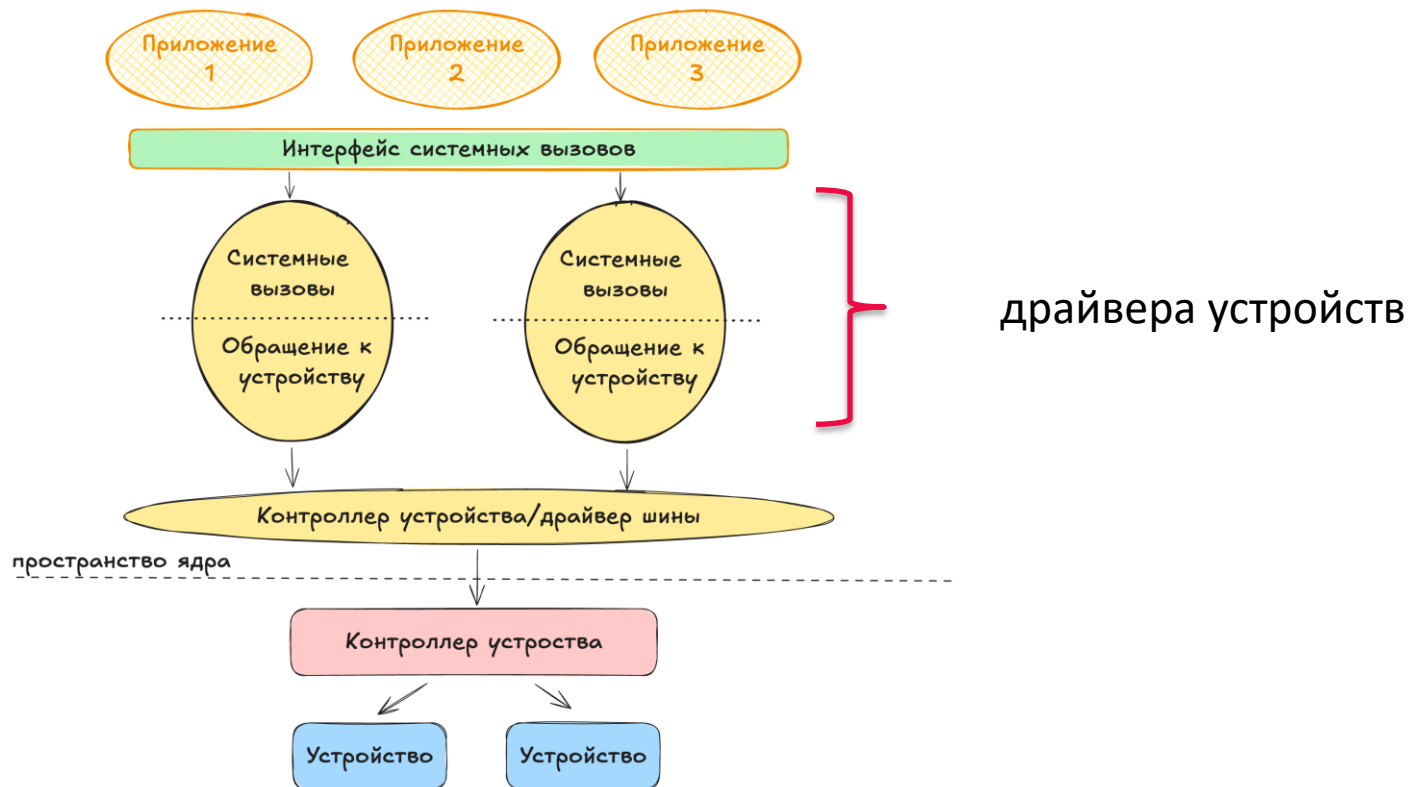 Приложение
1
Приложение
2
Приложение
3
Интерфейс системных вызовов
Системные
вызовы
Обращение к
устройству
Системные
вызовы
Обращение к
устройству
драйвера устройств
Контроллер устройства/драйвер шины
пространство ядра
Контроллер устроства
Устройство
Устройство